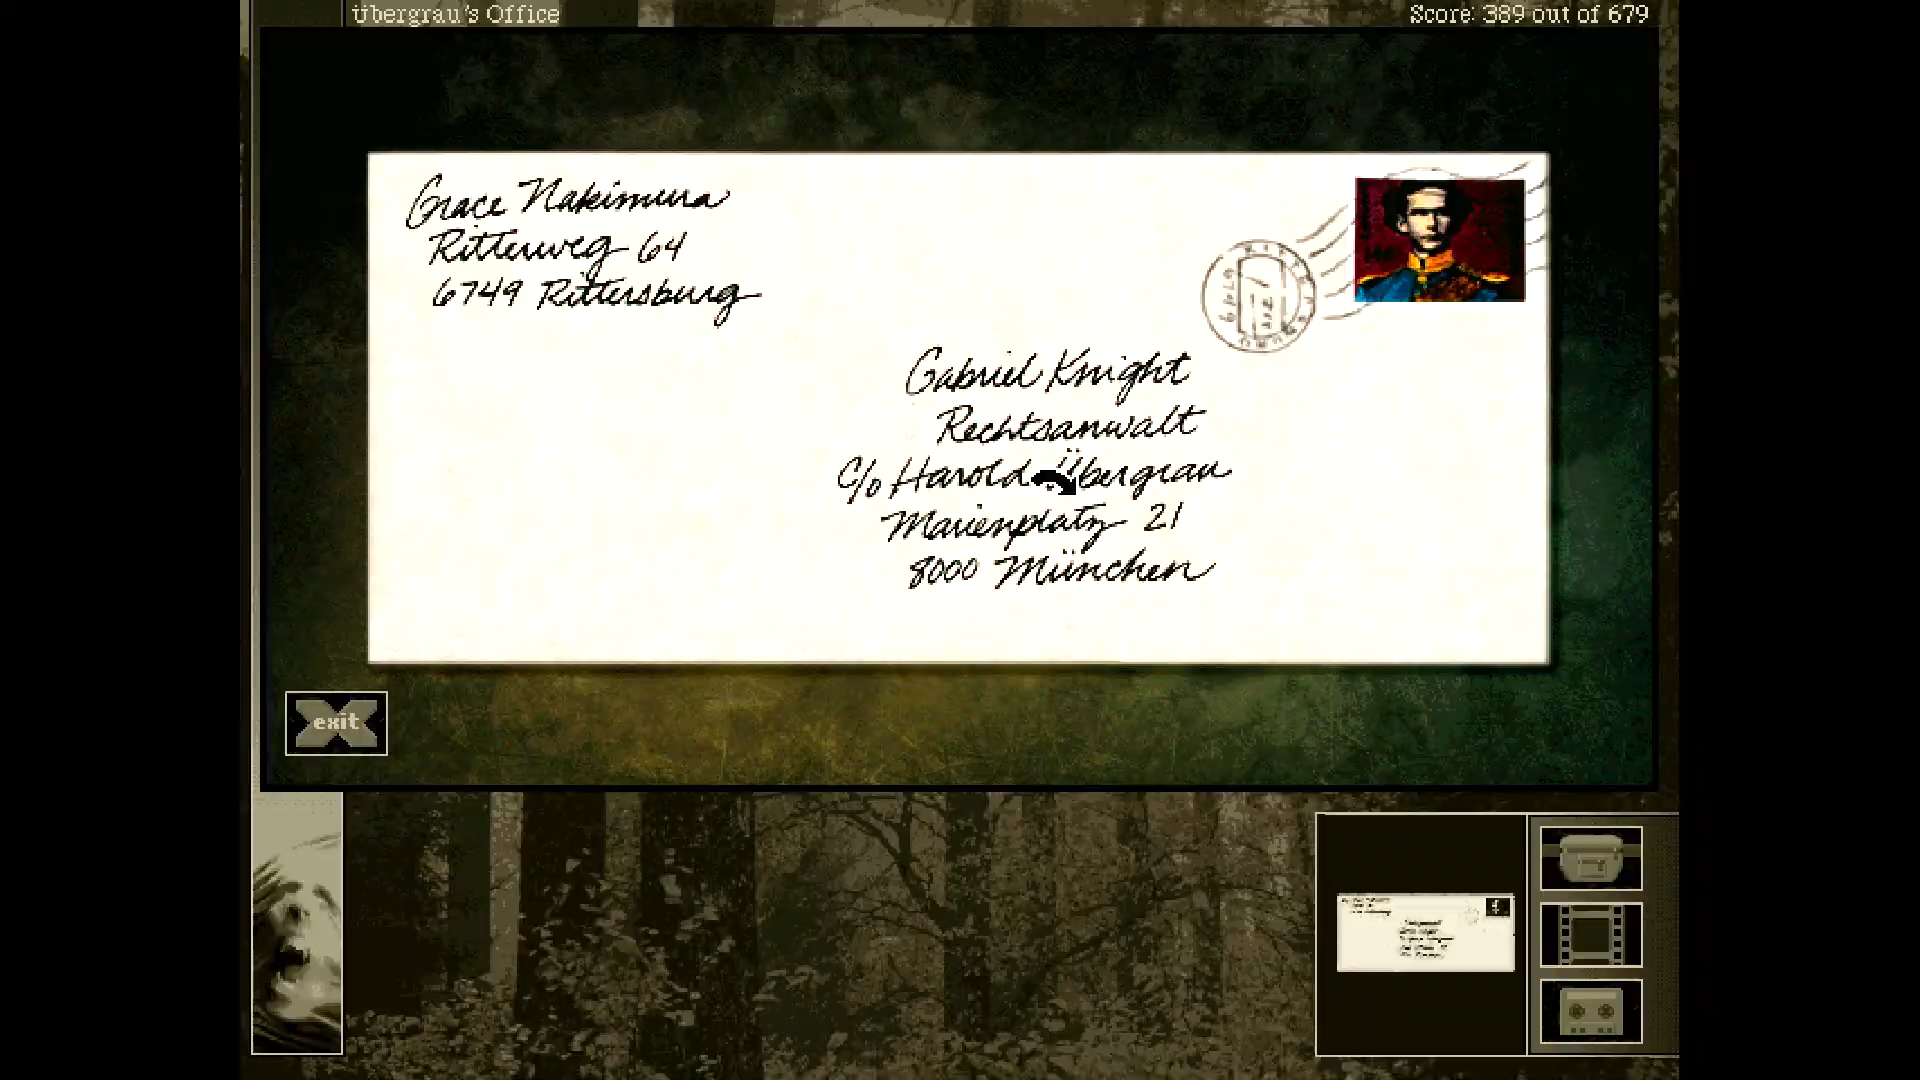 Übergrau's Office
Score: 389 out of 679
Grace Nakimura
Ritterweg 64
6749 Rittersburg
Gabriel Knight
Rechtsanwalt
C/o Harold Übergrau
Marienplatz 21
8000 München
exit